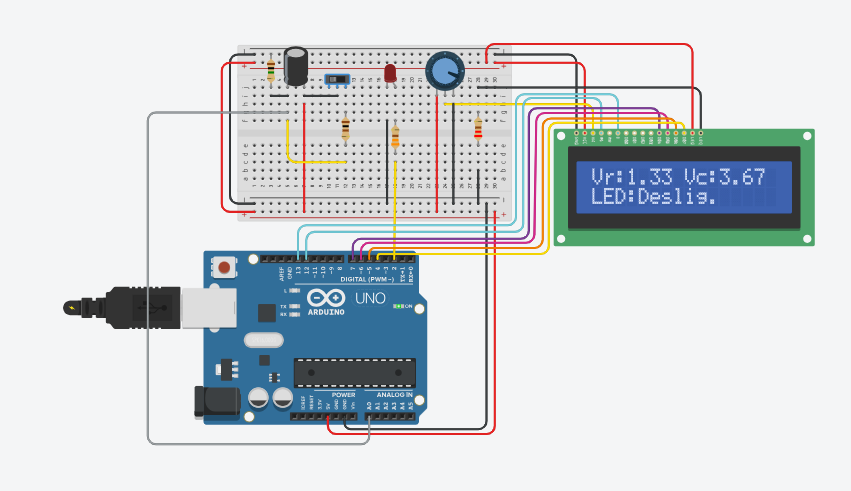 Vr:1.33 Vc:3.67
LED:Deslig.
AREF
GND
13
12
~11
~10
~9
8
7
~6
~5
4
~3
2
TX→1
RX←0
DIGITAL (PWM~)
L
TX
RX
UNO
ON
ARDUINO
POWER
ANALOG IN
IOREF
RESET
3.3V
5V
GND
GND
Vin
A0
A1
A2
A3
A4
A5